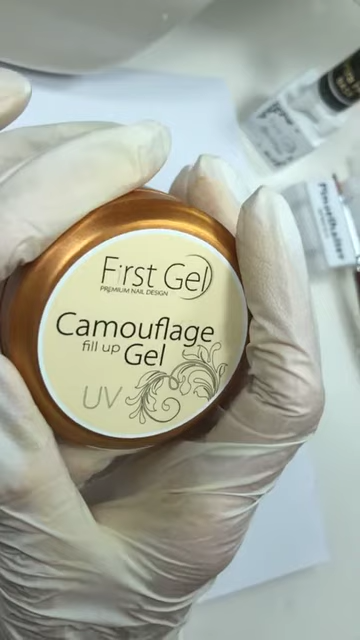 First Gel
PREMIUM NAIL DESIGN
Camouflage
fill up Gel
UV